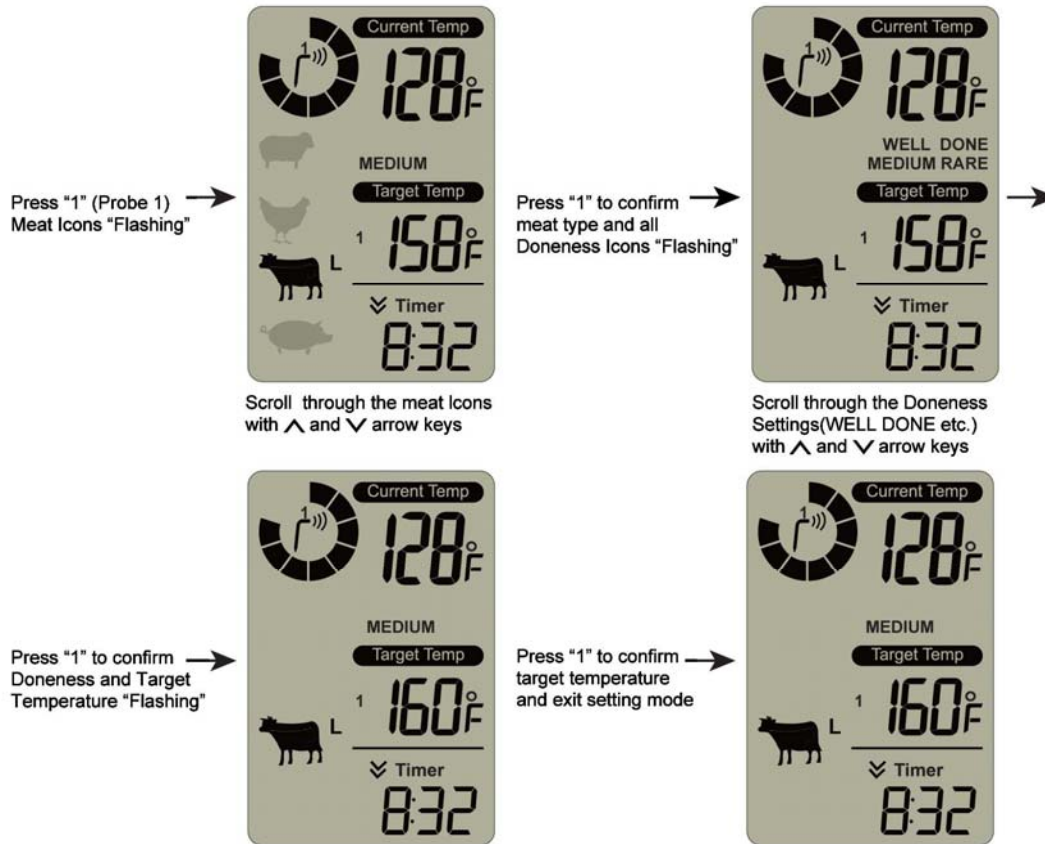 Press “1” (Probe 1)
Meat Icons “Flashing”
1
Current Temp
128°F
MEDIUM
Target Temp
1 158°F
L
Timer
8:32
Scroll through the meat Icons
with ∧ and ∨ arrow keys
Press “1” to confirm
meat type and all
Doneness Icons “Flashing”
1
Current Temp
128°F
WELL DONE
MEDIUM RARE
Target Temp
1 158°F
L
Timer
8:32
Scroll through the Doneness
Settings(WELL DONE etc.)
with ∧ and ∨ arrow keys
Press “1” to confirm
Doneness and Target
Temperature “Flashing”
1
Current Temp
128°F
MEDIUM
Target Temp
1 160°F
L
Timer
8:32
Press “1” to confirm
target temperature
and exit setting mode
1
Current Temp
128°F
MEDIUM
Target Temp
1 160°F
L
Timer
8:32